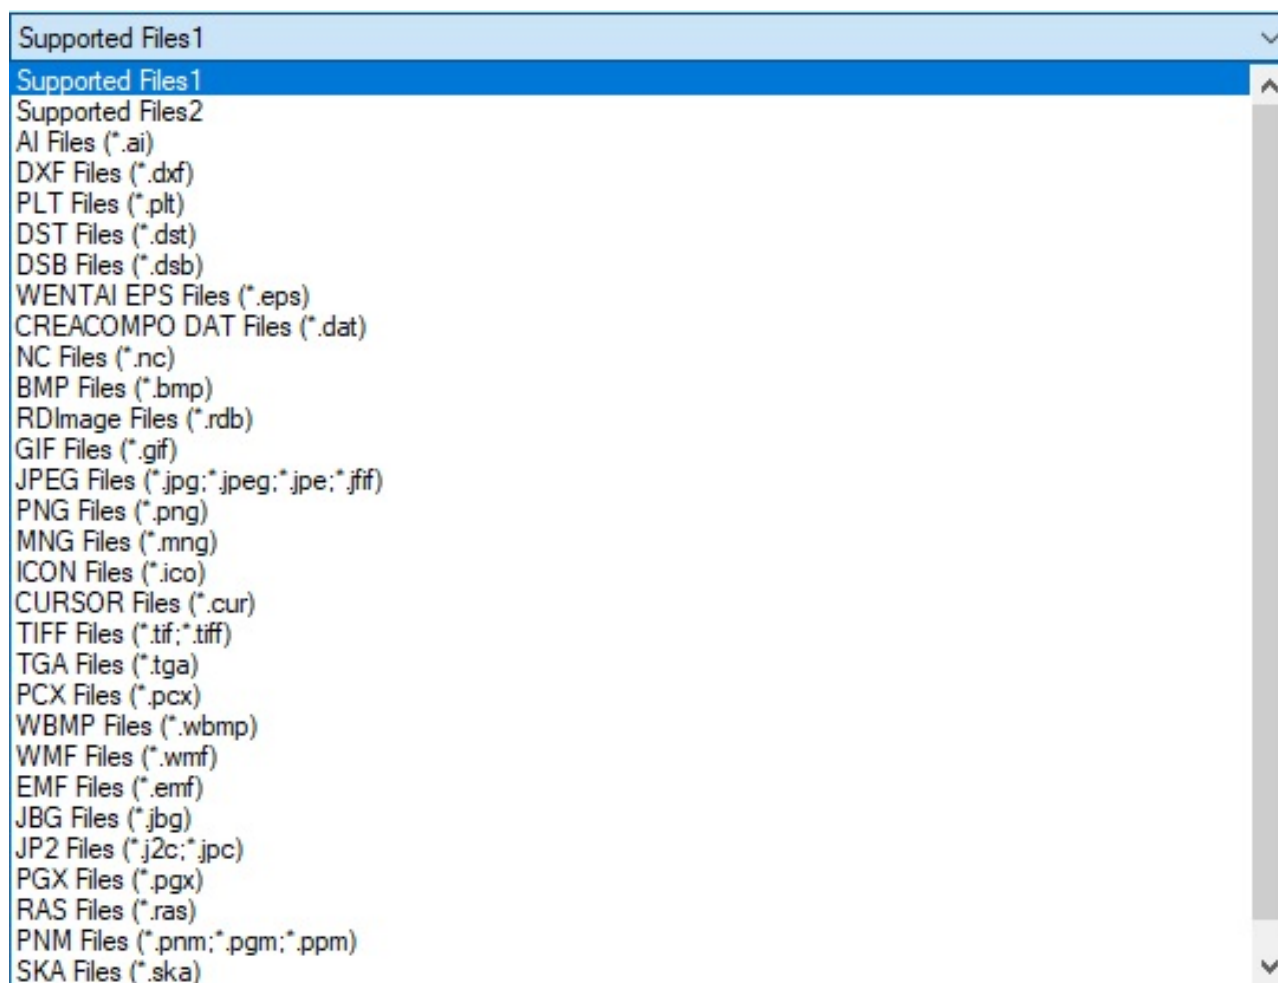 Supported Files1
Supported Files1
Supported Files2
AI Files (*.ai)
DXF Files (*.dxf)
PLT Files (*.plt)
DST Files (*.dst)
DSB Files (*.dsb)
WENTAI EPS Files (*.eps)
CREACOMPO DAT Files (*.dat)
NC Files (*.nc)
BMP Files (*.bmp)
RDImage Files (*.rdb)
GIF Files (*.gif)
JPEG Files (*.jpg;*.jpeg;*.jpe;*.jfif)
PNG Files (*.png)
MNG Files (*.mng)
ICON Files (*.ico)
CURSOR Files (*.cur)
TIFF Files (*.tif;*.tiff)
TGA Files (*.tga)
PCX Files (*.pcx)
WBMP Files (*.wbmp)
WMF Files (*.wmf)
EMF Files (*.emf)
JBG Files (*.jbg)
JP2 Files (*.j2c;*.jpc)
PGX Files (*.pgx)
RAS Files (*.ras)
PNM Files (*.pnm;*.pgm;*.ppm)
SKA Files (*.ska)